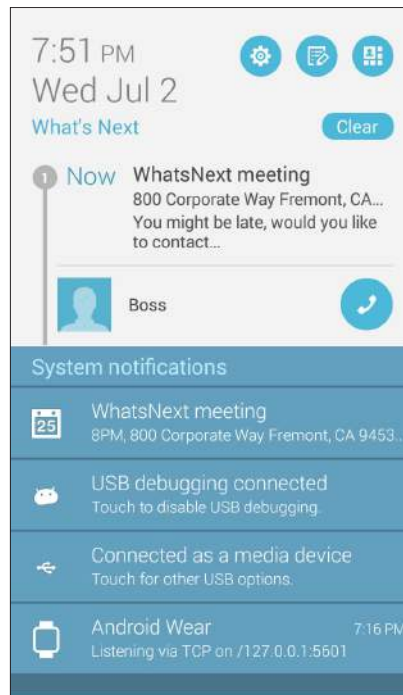 7:51 PM
Wed Jul 2
What's Next
Clear
1 Now WhatsNext meeting
800 Corporate Way Fremont, CA...
You might be late, would you like
to contact...
Boss
System notifications
25
WhatsNext meeting
8PM, 800 Corporate Way Fremont, CA 9453...
USB debugging connected
Touch to disable USB debugging.
Connected as a media device
Touch for other USB options.
Android Wear 7:16 PM
Listening via TCP on /127.0.0.1:5601